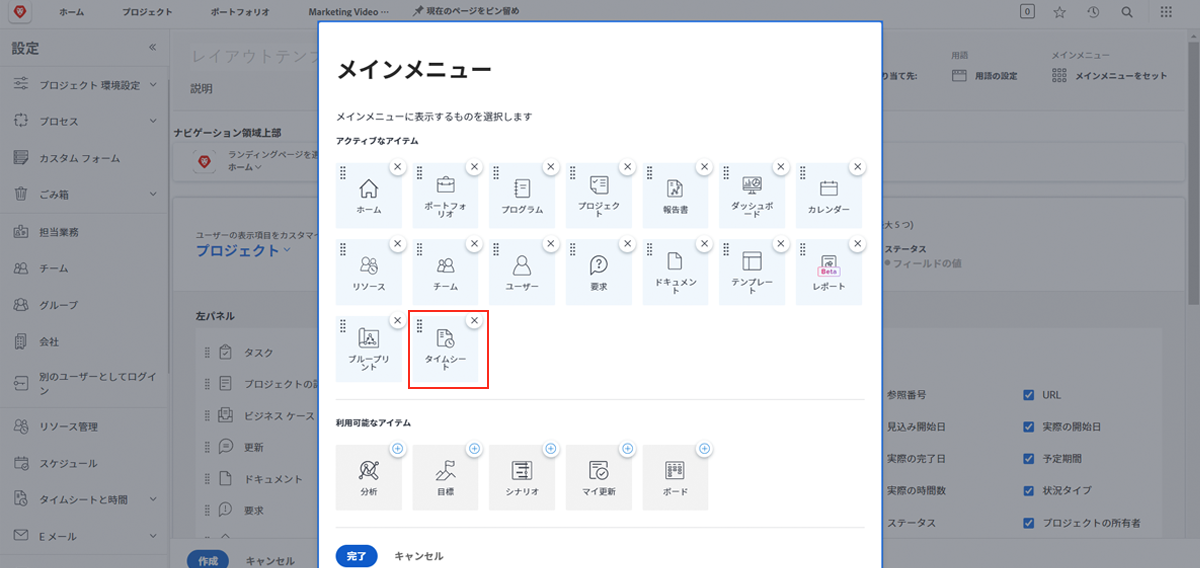 ホーム
プロジェクト
ポートフォリオ
Marketing Video ⋯
現在のページをピン留め
0
設定
プロジェクト 環境設定
プロセス
カスタム フォーム
ごみ箱
担当業務
チーム
グループ
会社
別のユーザーとしてログイ
ン
リソース管理
スケジュール
タイムシートと時間
E メール
レイアウトテンプ
説明
ナビゲーション領域上部
ランディングページを選
ホーム
ユーザーの表示項目をカスタマイ
プロジェクト
左パネル
タスク
プロジェクトの
ビジネス ケース
更新
ドキュメント
要求
作成
キャンセル
メインメニュー
メインメニューに表示するものを選択します
アクティブなアイテム
ホーム
ポートフォ
リオ
プログラム
プロジェク
ト
報告書
ダッシュボ
ード
カレンダー
リソース
チーム
ユーザー
要求
ドキュメン
ト
テンプレー
ト
Beta
レポート
ブループリ
ント
タイムシー
ト
利用可能なアイテム
分析
目標
シナリオ
マイ更新
ボード
完了
キャンセル
り当て先:
用語
用語の設定
メインメニュー
メインメニューをセット
大 5 つ)
ステータス
フィールドの値
参照番号
URL
見込み開始日
実際の開始日
実際の完了日
予定期間
実際の時間数
状況タイプ
ステータス
プロジェクトの所有者